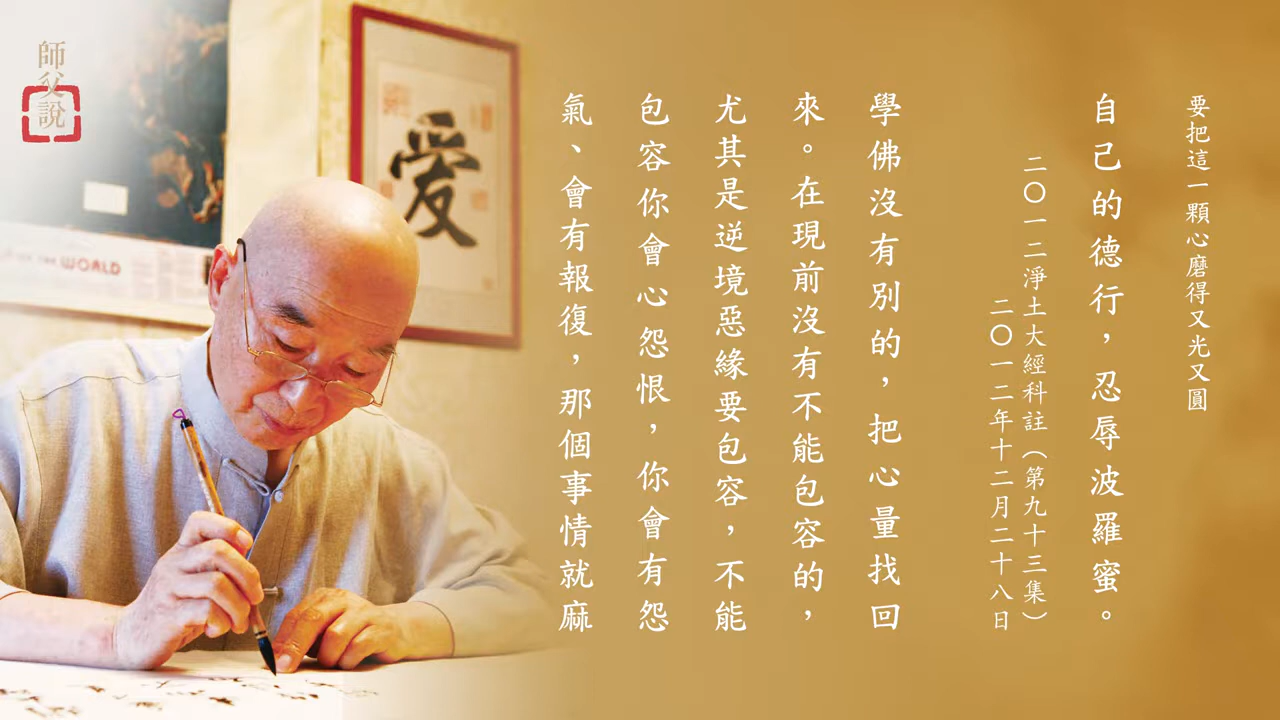 要把這一顆心磨得又光又圓
自己的德行，忍辱波羅蜜。
二〇一二淨土大經科註（第九十三集）
二〇一二年十二月二十八日
學佛沒有別的，把心量找回
來。在現前沒有不能包容的，
尤其是逆境惡緣要包容，不能
包容你會心怨恨，你會有怨
氣、會有報復，那個事情就麻
爱
師父說
THE WORLD